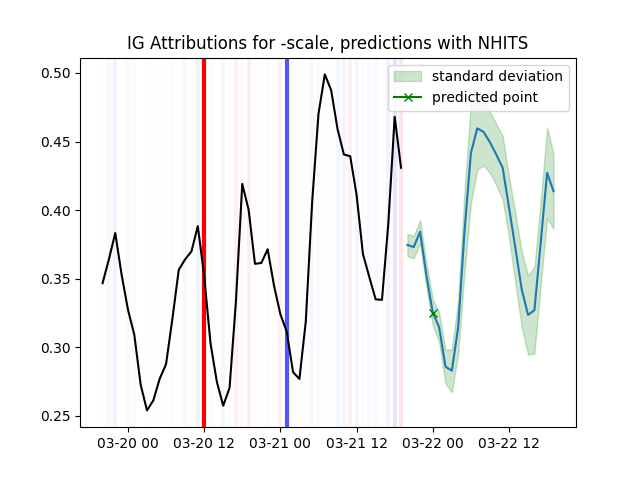 IG Attributions for -scale, predictions with NHITS
standard deviation
predicted point
0.50
0.45
0.40
0.35
0.30
0.25
03-20 00 03-20 12 03-21 00 03-21 12 03-22 00 03-22 12